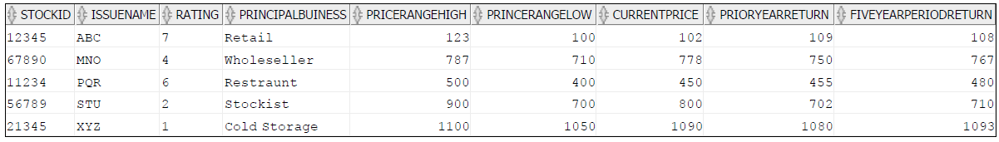 STOCKID ISSUENAME RATING PRINCIPALBUINESS PRICERANGEHIGH PRINCERANGELOW CURRENTPRICE PRIORYEARRETURN FIVEYEARPERIODRETURN
12345 ABC 7 Retail 123 100 102 109 108
67890 MNO 4 Wholeseller 787 710 778 750 767
11234 PQR 6 Restraunt 500 400 450 455 480
56789 STU 2 Stockist 900 700 800 702 710
21345 XYZ 1 Cold Storage 1100 1050 1090 1080 1093